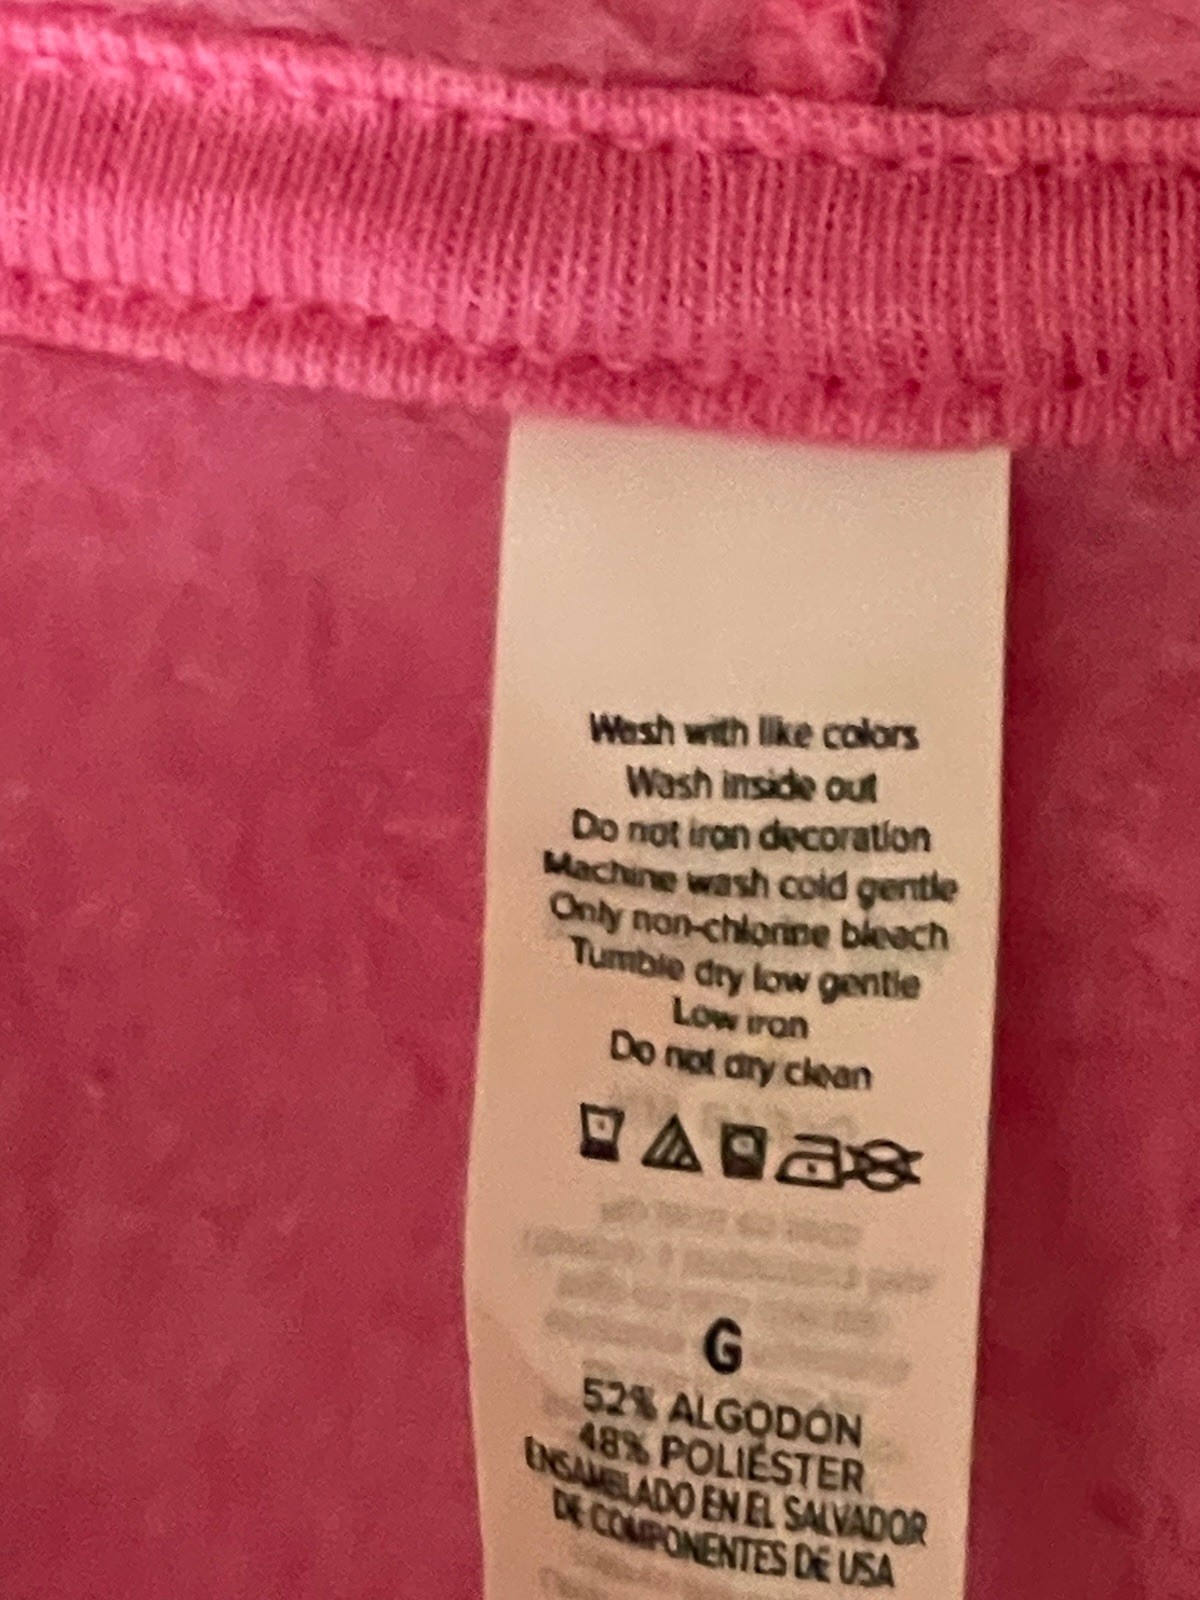 Wash with like colors
Wash inside out
Do not iron decoration
Machine wash cold gentle
Only non-chlorine bleach
Tumble dry low gentle
Low iron
Do not dry clean
G
52% ALGODÓN
48% POLIÉSTER
ENSAMBLADO EN EL SALVADOR
DE COMPONENTES DE USA